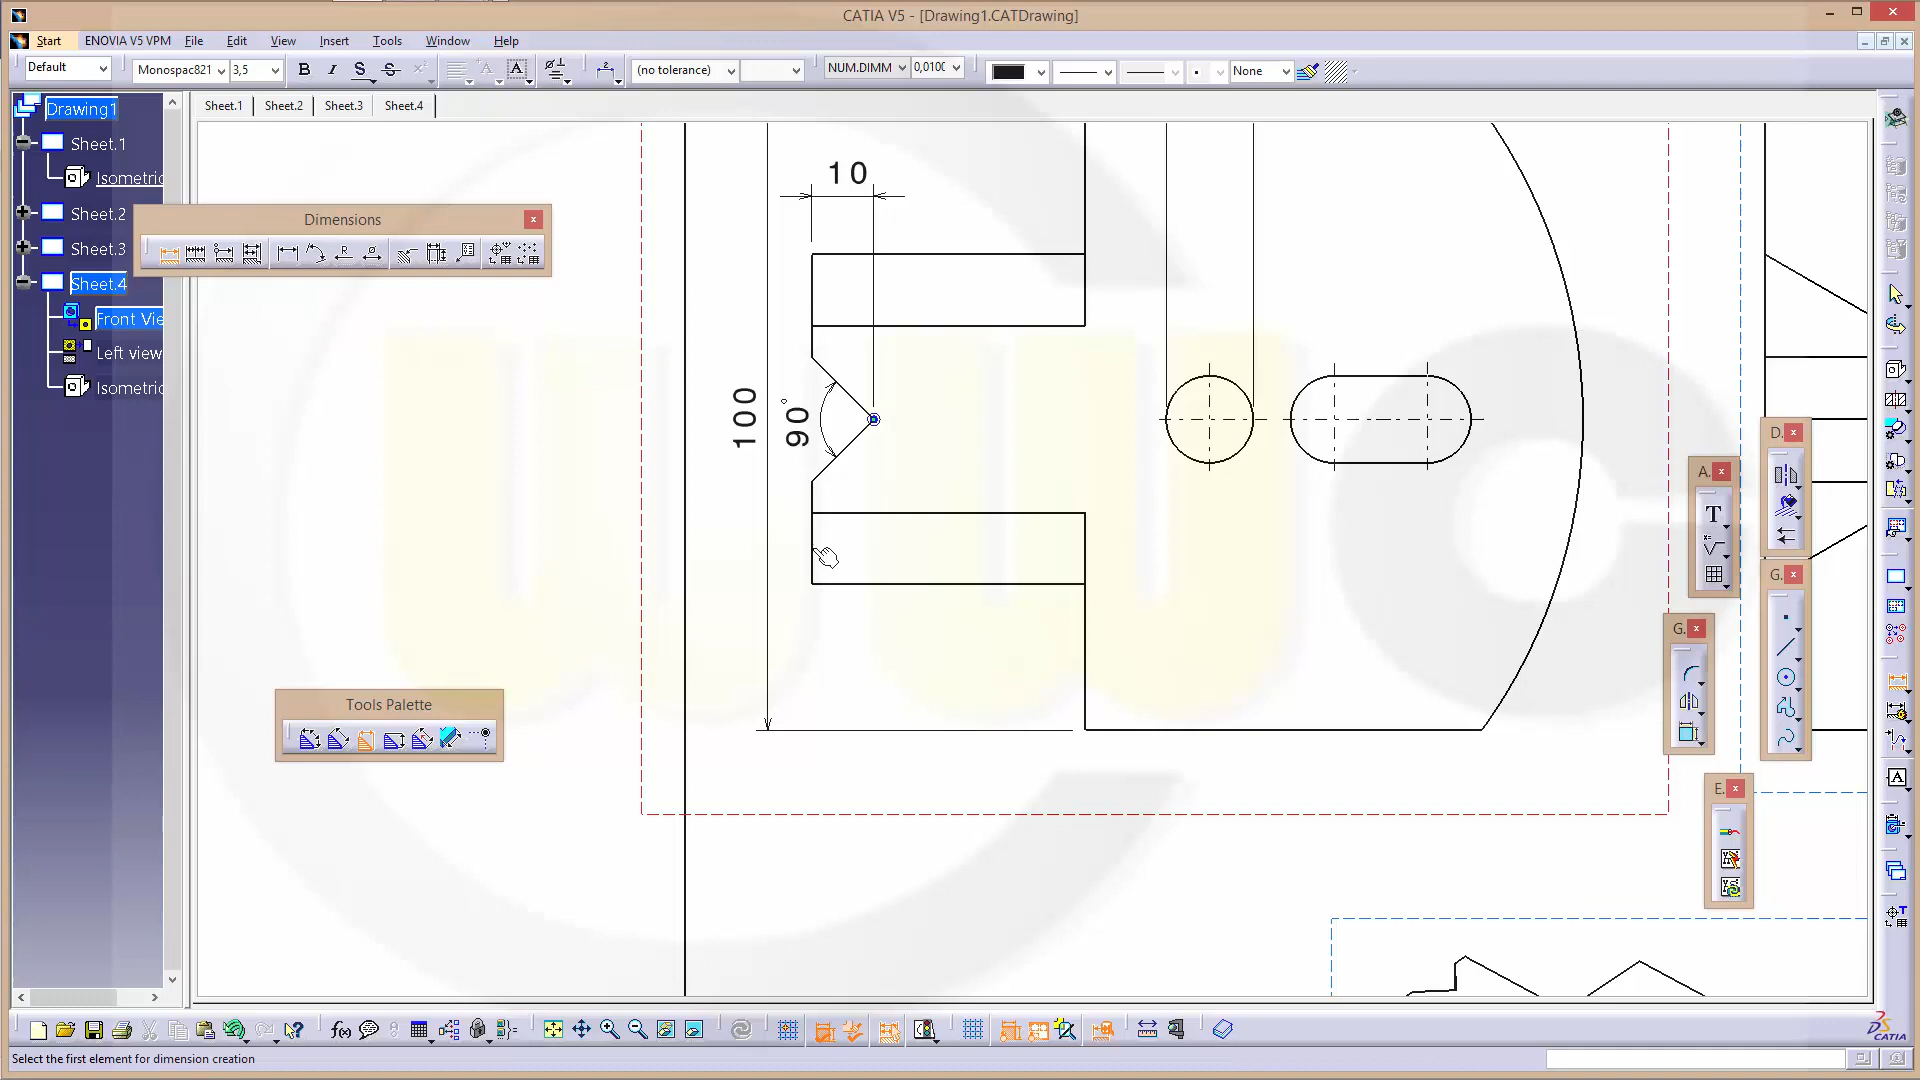 CATIA V5 - [Drawing1.CATDrawing]
Start ENOVIA V5 VPM File Edit View Insert Tools Window Help
Default Monospac821 3,5 B I S S (no tolerance) NUM.DIMM 0,010 None
Drawing1
Sheet.1
Isometric
Sheet.2
Sheet.3
Sheet.4
Front Vie
Left view
Isometric
Sheet.1 Sheet.2 Sheet.3 Sheet.4
Dimensions
10
100
90°
Tools Palette
D.
A.
T
G.
G.
E.
A
CATIA
Select the first element for dimension creation